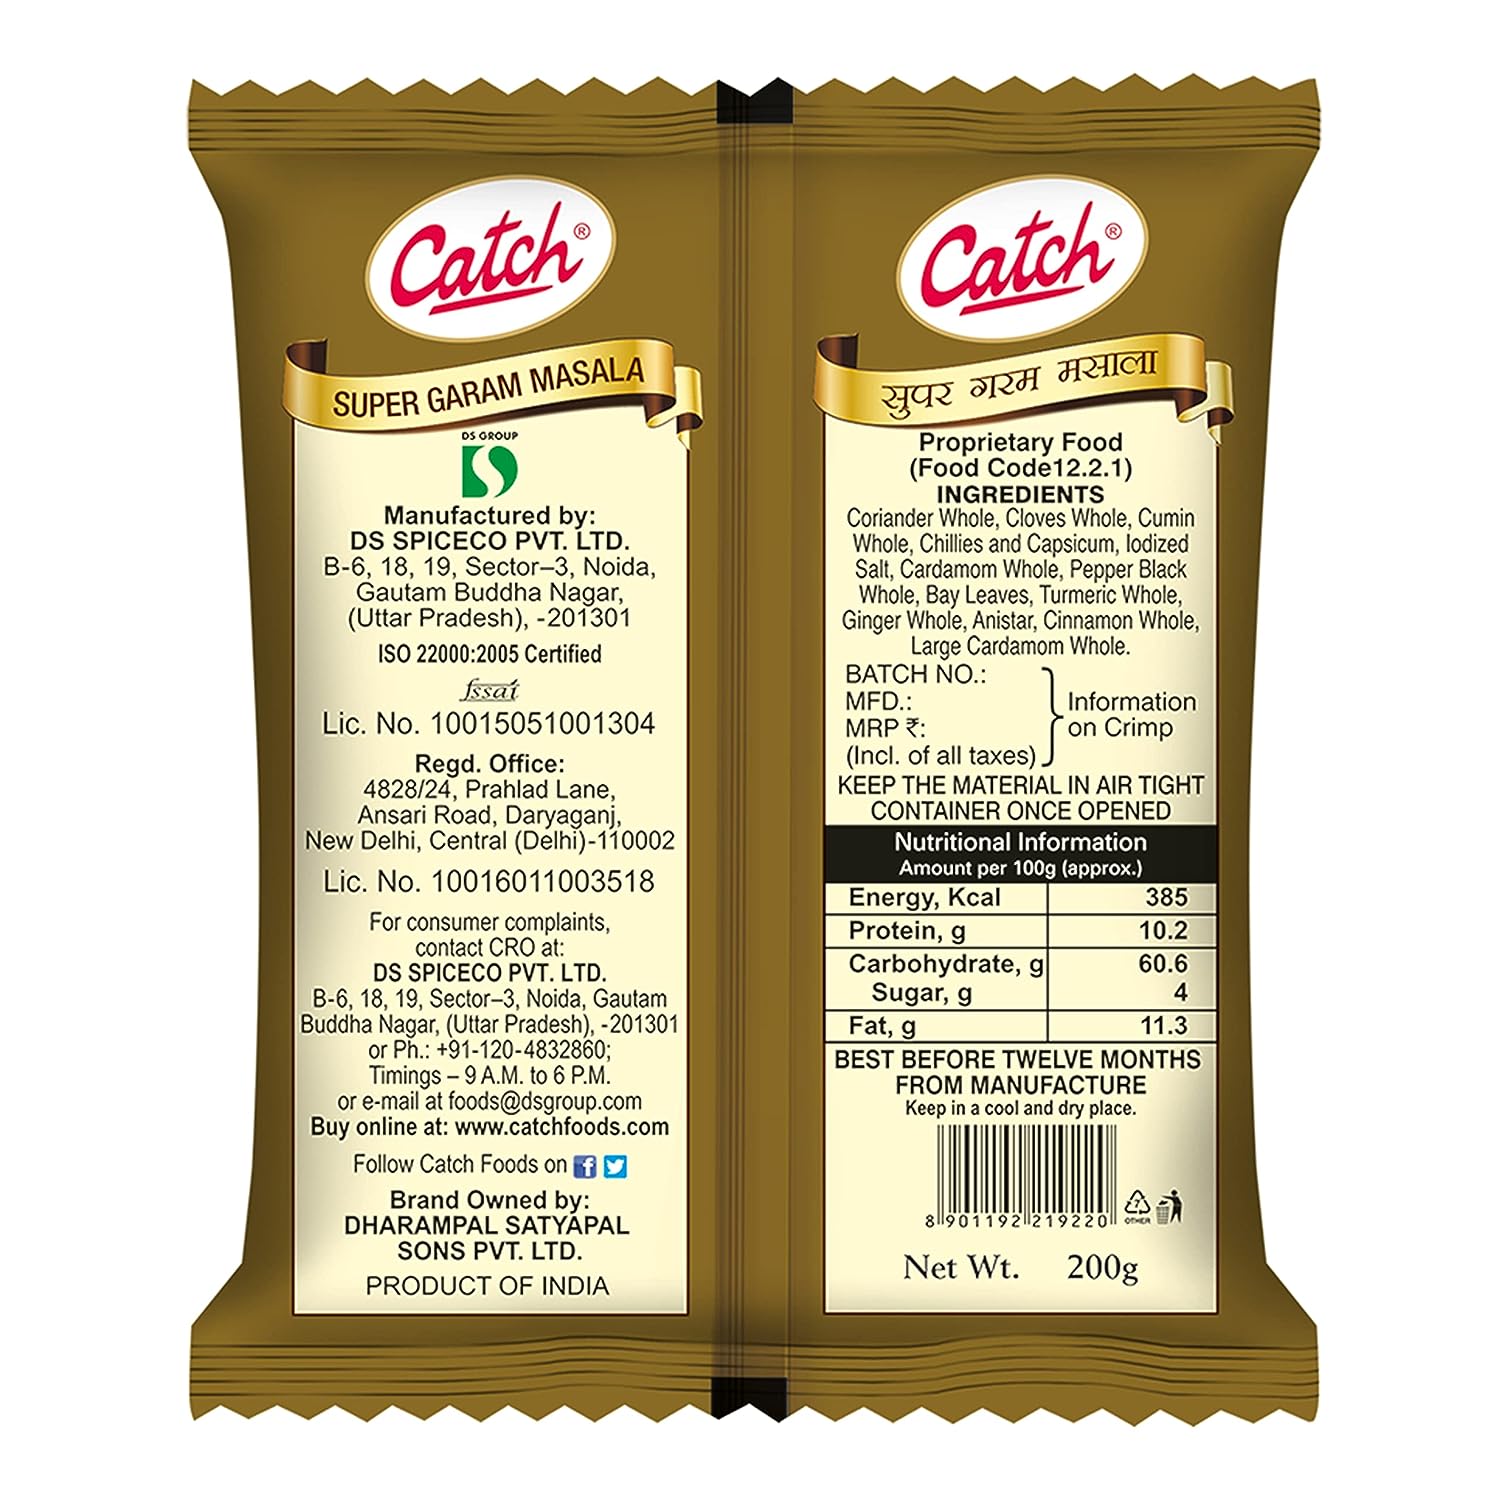 Catch®
SUPER GARAM MASALA
DS GROUP
Manufactured by:
DS SPICECO PVT. LTD.
B-6, 18, 19, Sector–3, Noida,
Gautam Buddha Nagar,
(Uttar Pradesh), -201301
ISO 22000:2005 Certified
fssai
Lic. No. 10015051001304
Regd. Office:
4828/24, Prahlad Lane,
Ansari Road, Daryaganj,
New Delhi, Central (Delhi)-110002
Lic. No. 10016011003518
For consumer complaints,
contact CRO at:
DS SPICECO PVT. LTD.
B-6, 18, 19, Sector–3, Noida, Gautam
Buddha Nagar, (Uttar Pradesh), -201301
or Ph.: +91-120-4832860;
Timings – 9 A.M. to 6 P.M.
or e-mail at foods@dsgroup.com
Buy online at: www.catchfoods.com
Follow Catch Foods on
Brand Owned by:
DHARAMPAL SATYAPAL
SONS PVT. LTD.
PRODUCT OF INDIA
Catch®
सुपर गरम मसाला
Proprietary Food
(Food Code12.2.1)
INGREDIENTS
Coriander Whole, Cloves Whole, Cumin
Whole, Chillies and Capsicum, Iodized
Salt, Cardamom Whole, Pepper Black
Whole, Bay Leaves, Turmeric Whole,
Ginger Whole, Anistar, Cinnamon Whole,
Large Cardamom Whole.
BATCH NO.:
MFD.:
MRP ₹:
(Incl. of all taxes)
Information
on Crimp
KEEP THE MATERIAL IN AIR TIGHT
CONTAINER ONCE OPENED
Nutritional Information
Amount per 100g (approx.)
Energy, Kcal 385
Protein, g 10.2
Carbohydrate, g 60.6
Sugar, g 4
Fat, g 11.3
BEST BEFORE TWELVE MONTHS
FROM MANUFACTURE
Keep in a cool and dry place.
8 901192 219220
7
OTHER
Net Wt. 200g